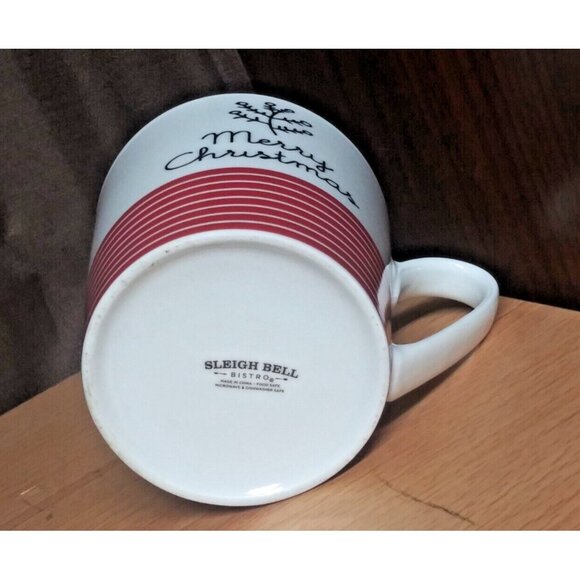 Merry
Christmas
SLEIGH BELL
BISTRO®
MADE IN CHINA • FOOD SAFE
MICROWAVE & DISHWASHER SAFE